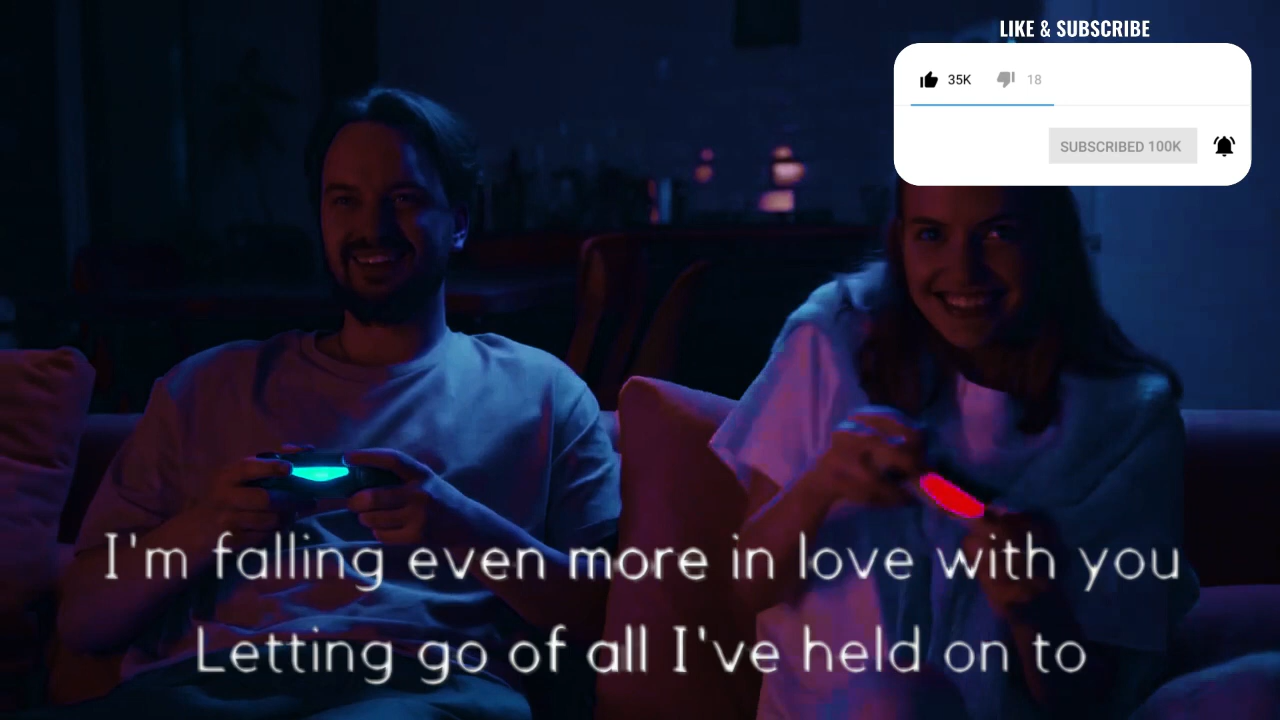 LIKE & SUBSCRIBE
35K 18
SUBSCRIBED 100K
I'm falling even more in love with you
Letting go of all I've held on to